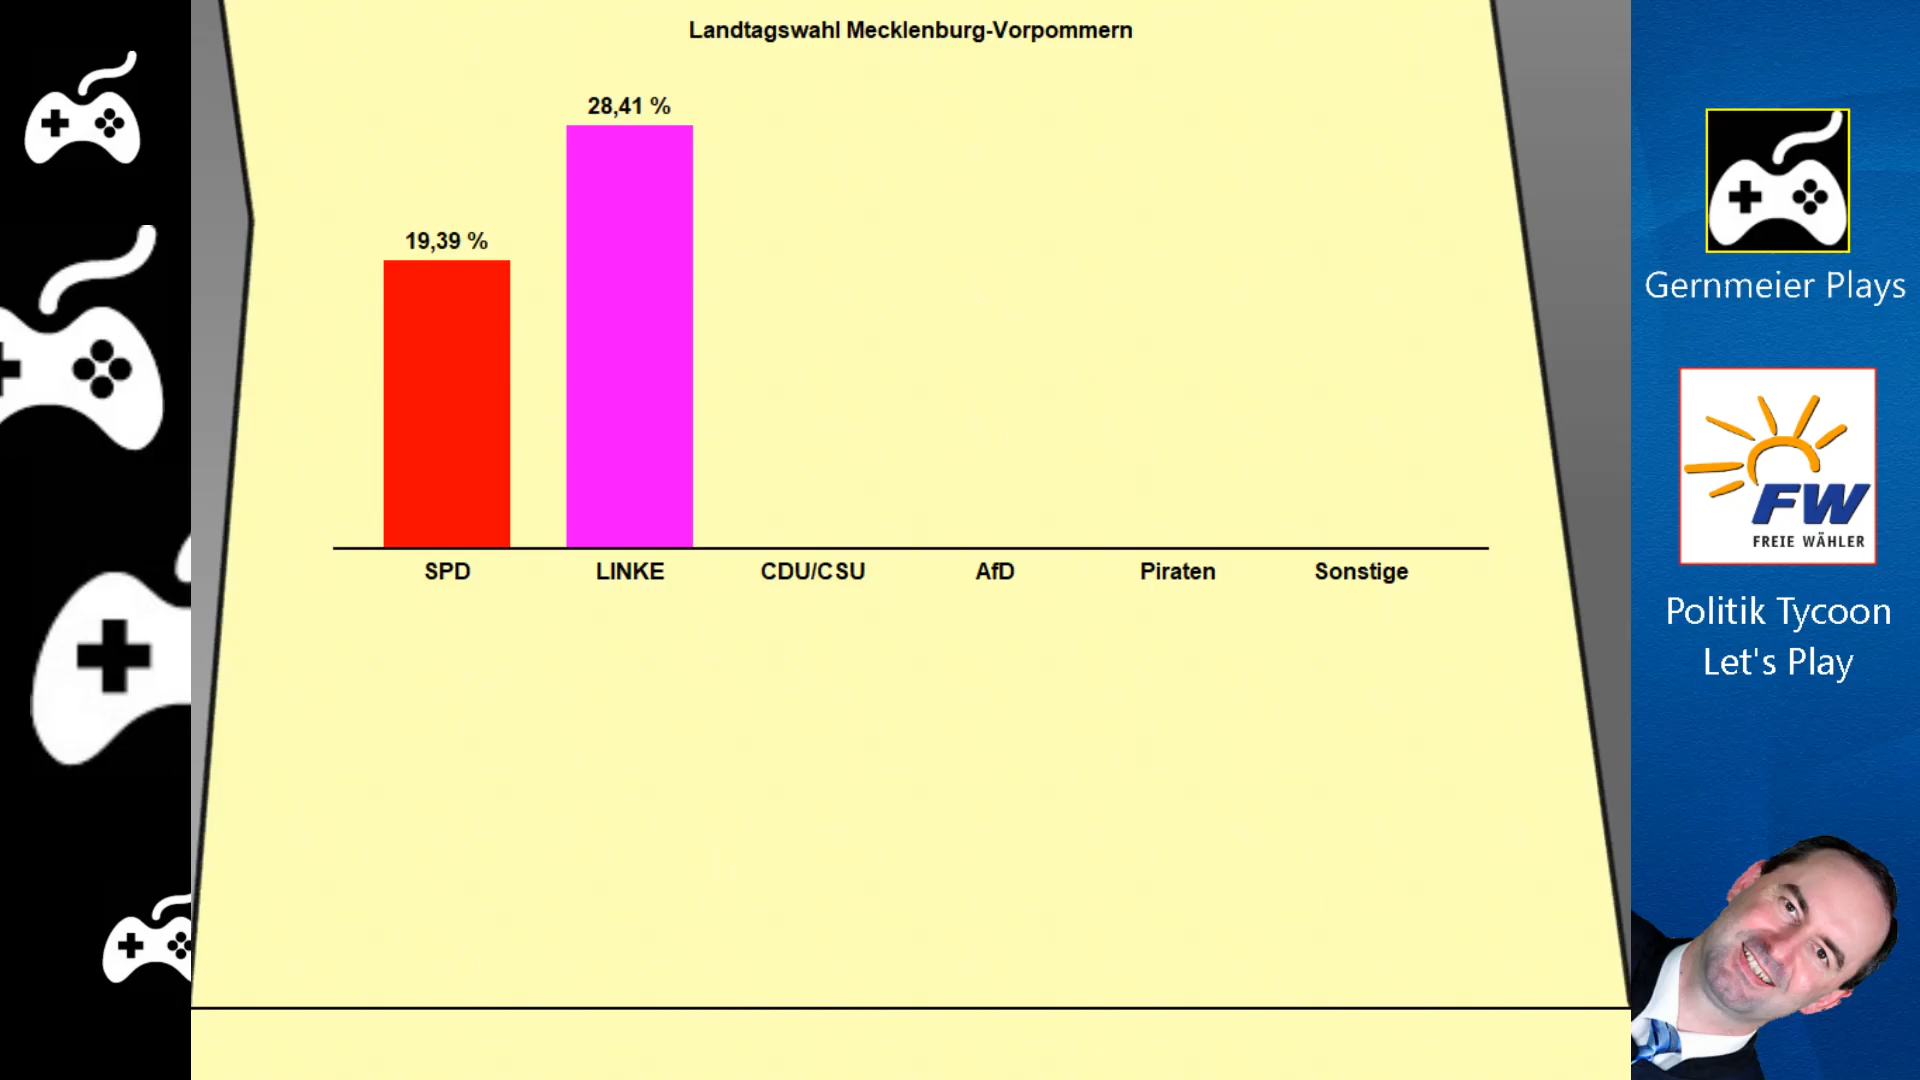 Landtagswahl Mecklenburg-Vorpommern
28,41 %
19,39 %
SPD LINKE CDU/CSU AfD Piraten Sonstige
Gernmeier Plays
FW
FREIE WÄHLER
Politik Tycoon
Let's Play